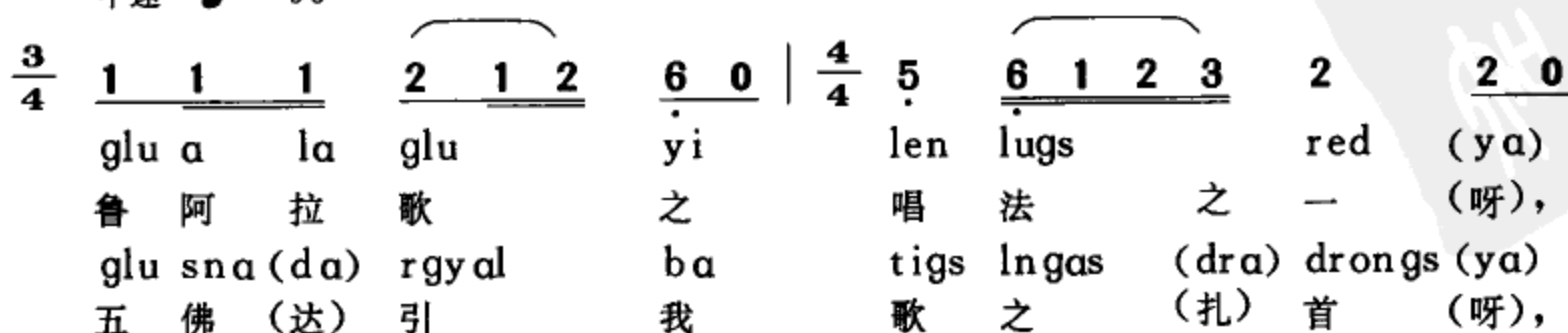 3/4 1 1 1 2 1 2 6 0 | 4/4 5 6 1 2 3 2 2 0
glu a la glu yi len lugs red (ya)
鲁 阿 拉 歌 之 唱 法 之 一 (呀),
glu sna (da) rgyal ba tigs lngas (dra) drongs (ya)
五 佛 (达) 引 我 歌 之 (扎) 首 (呀),